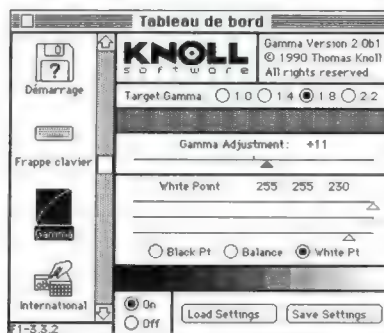 Tableau de bord
Démarrage
Frappe clavier
Gamma
International
F1-3.3.2
KNOLL
software
Gamma Version 2.0b1
© 1990 Thomas Knoll
All rights reserved
Target Gamma: 1.0 1.4 1.8 2.2
Gamma Adjustment: +11
White Point 255 255 230
Black Pt Balance White Pt
On
Off
Load Settings Save Settings